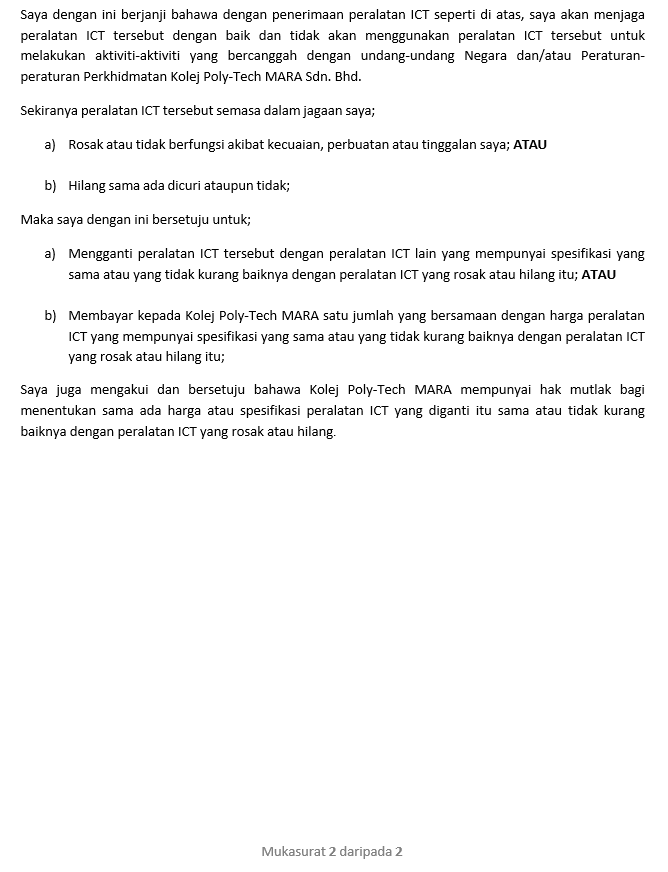 Saya dengan ini berjanji bahawa dengan penerimaan peralatan ICT seperti di atas, saya akan menjaga
peralatan ICT tersebut dengan baik dan tidak akan menggunakan peralatan ICT tersebut untuk
melakukan aktiviti-aktiviti yang bercanggah dengan undang-undang Negara dan/atau Peraturan-
peraturan Perkhidmatan Kolej Poly-Tech MARA Sdn. Bhd.
Sekiranya peralatan ICT tersebut semasa dalam jagaan saya;
a) Rosak atau tidak berfungsi akibat kecuaian, perbuatan atau tinggalan saya; ATAU
b) Hilang sama ada dicuri ataupun tidak;
Maka saya dengan ini bersetuju untuk;
a) Mengganti peralatan ICT tersebut dengan peralatan ICT lain yang mempunyai spesifikasi yang
sama atau yang tidak kurang baiknya dengan peralatan ICT yang rosak atau hilang itu; ATAU
b) Membayar kepada Kolej Poly-Tech MARA satu jumlah yang bersamaan dengan harga peralatan
ICT yang mempunyai spesifikasi yang sama atau yang tidak kurang baiknya dengan peralatan ICT
yang rosak atau hilang itu;
Saya juga mengakui dan bersetuju bahawa Kolej Poly-Tech MARA mempunyai hak mutlak bagi
menentukan sama ada harga atau spesifikasi peralatan ICT yang diganti itu sama atau tidak kurang
baiknya dengan peralatan ICT yang rosak atau hilang.
Mukasurat 2 daripada 2